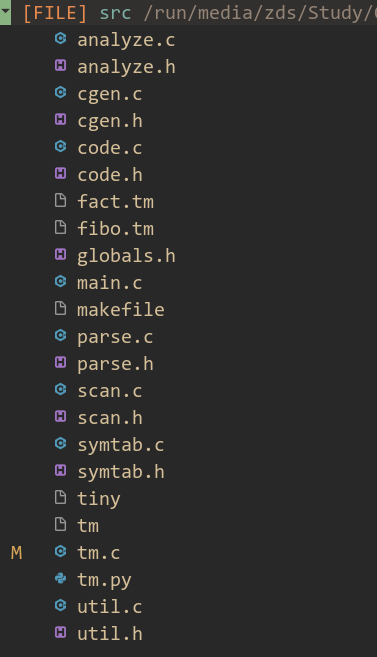 [FILE] src /run/media/zds/Study/
analyze.c
analyze.h
cgen.c
cgen.h
code.c
code.h
fact.tm
fibo.tm
globals.h
main.c
makefile
parse.c
parse.h
scan.c
scan.h
symtab.c
symtab.h
tiny
tm
M tm.c
tm.py
util.c
util.h